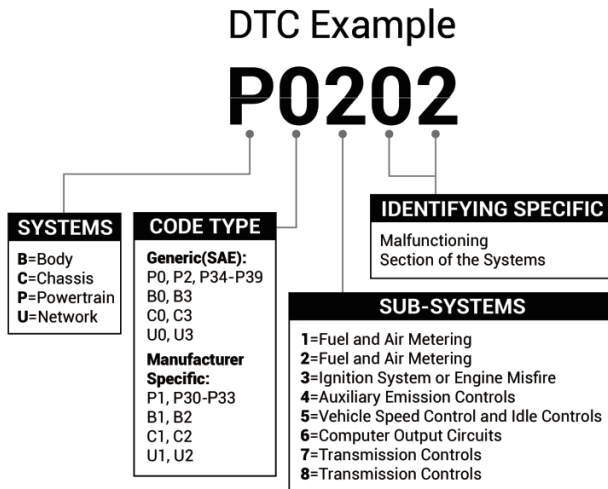 DTC Example
P0202
SYSTEMS
B=Body
C=Chassis
P=Powertrain
U=Network
CODE TYPE
Generic(SAE):
P0, P2, P34-P39
B0, B3
C0, C3
U0, U3
Manufacturer
Specific:
P1, P30-P33
B1, B2
C1, C2
U1, U2
IDENTIFYING SPECIFIC
Malfunctioning
Section of the Systems
SUB-SYSTEMS
1=Fuel and Air Metering
2=Fuel and Air Metering
3=Ignition System or Engine Misfire
4=Auxiliary Emission Controls
5=Vehicle Speed Control and Idle Controls
6=Computer Output Circuits
7=Transmission Controls
8=Transmission Controls